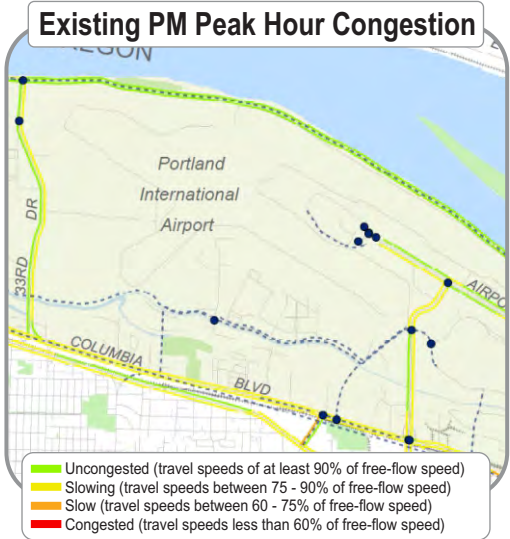 Existing PM Peak Hour Congestion
Portland
International
Airport
33RD DR
AIRPO
COLUMBIA BLVD
Uncongested (travel speeds of at least 90% of free-flow speed)
Slowing (travel speeds between 75 - 90% of free-flow speed)
Slow (travel speeds between 60 - 75% of free-flow speed)
Congested (travel speeds less than 60% of free-flow speed)